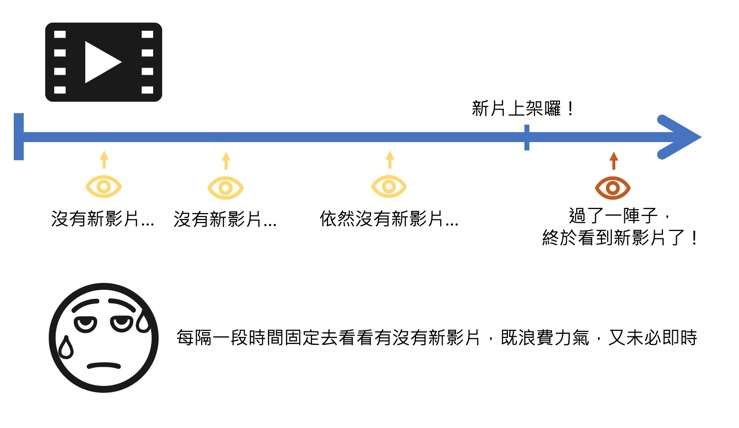 新片上架囉！
沒有新影片...
沒有新影片...
依然沒有新影片...
過了一陣子，
終於看到新影片了！
每隔一段時間固定去看看有沒有新影片，既浪費力氣，又未必即時